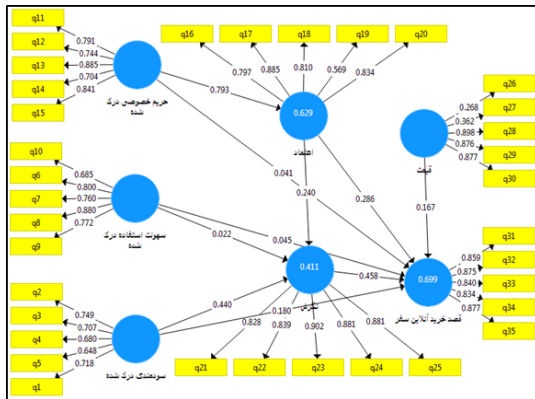 q11
q12
q13
q14
q15
0.791
0.744
0.885
0.704
0.841
حریم خصوصی درک
شده
0.793
q16
q17
q18
q19
q20
0.797
0.885
0.810
0.569
0.834
0.629
اعتماد
0.041
0.240
0.286
q26
q27
q28
q29
q30
0.268
0.362
0.898
0.876
0.877
قیمت
0.167
q10
q6
q7
q8
q9
0.685
0.800
0.760
0.880
0.772
سهولت استفاده درک
شده
0.022
0.045
0.411
نگرش
0.458
0.699
قصد خرید آنلاین سفر
q31
q32
q33
q34
q35
0.859
0.875
0.840
0.834
0.877
q2
q3
q4
q5
q1
0.749
0.707
0.680
0.648
0.718
سودمندی درک شده
0.440
0.180
0.828
0.839
0.902
0.881
0.881
q21
q22
q23
q24
q25